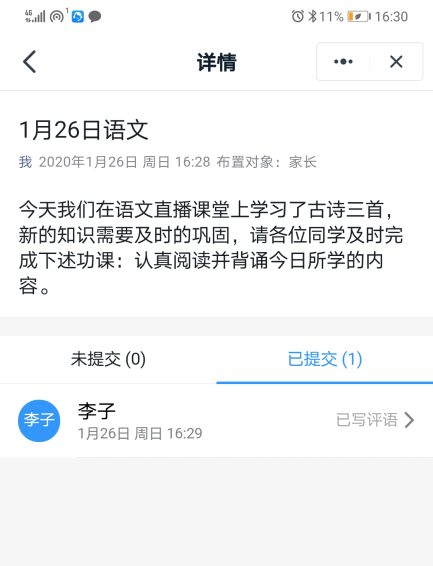 4G 1 11% 16:30
详情
1月26日语文
我 2020年1月26日 周日 16:28 布置对象：家长
今天我们在语文直播课堂上学习了古诗三首，
新的知识需要及时的巩固，请各位同学及时完
成下述功课：认真阅读并背诵今日所学的内
容。
未提交 (0) 已提交 (1)
李子 李子 已写评语
1月26日 周日 16:29